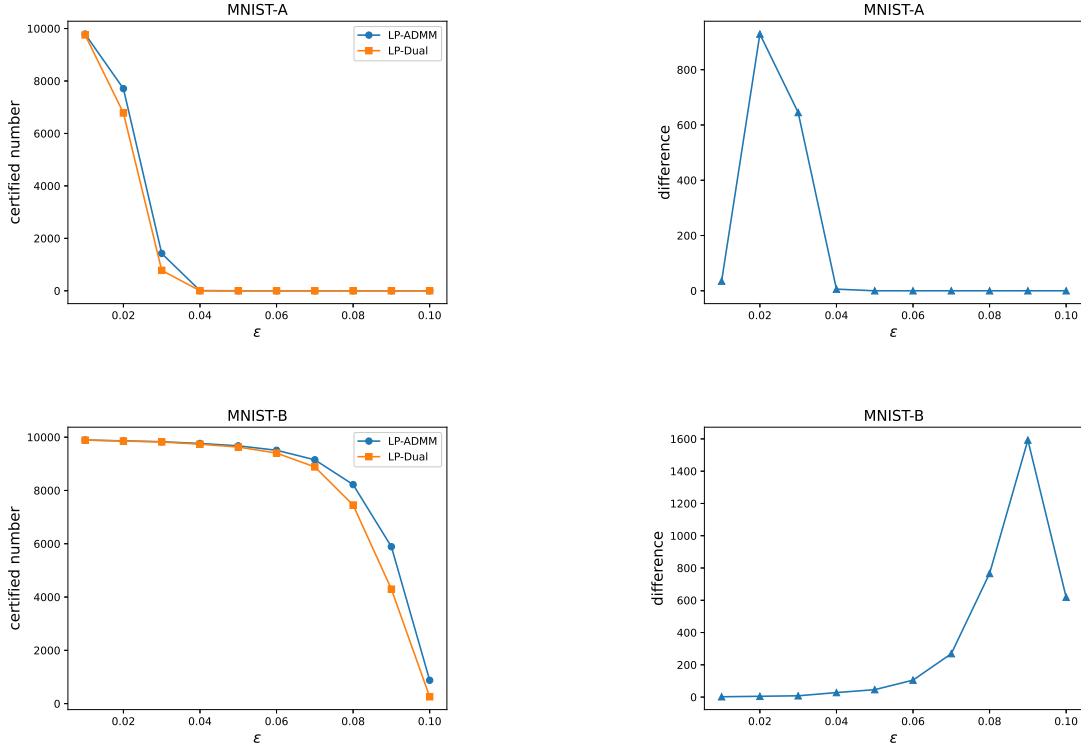 MNIST-A
10000
8000
6000
4000
2000
0
certified number
0.02 0.04 0.06 0.08 0.10
ε
LP-ADMM
LP-Dual
MNIST-A
800
600
400
200
0
difference
0.02 0.04 0.06 0.08 0.10
ε
MNIST-B
10000
8000
6000
4000
2000
0
certified number
0.02 0.04 0.06 0.08 0.10
ε
LP-ADMM
LP-Dual
MNIST-B
1600
1400
1200
1000
800
600
400
200
0
difference
0.02 0.04 0.06 0.08 0.10
ε